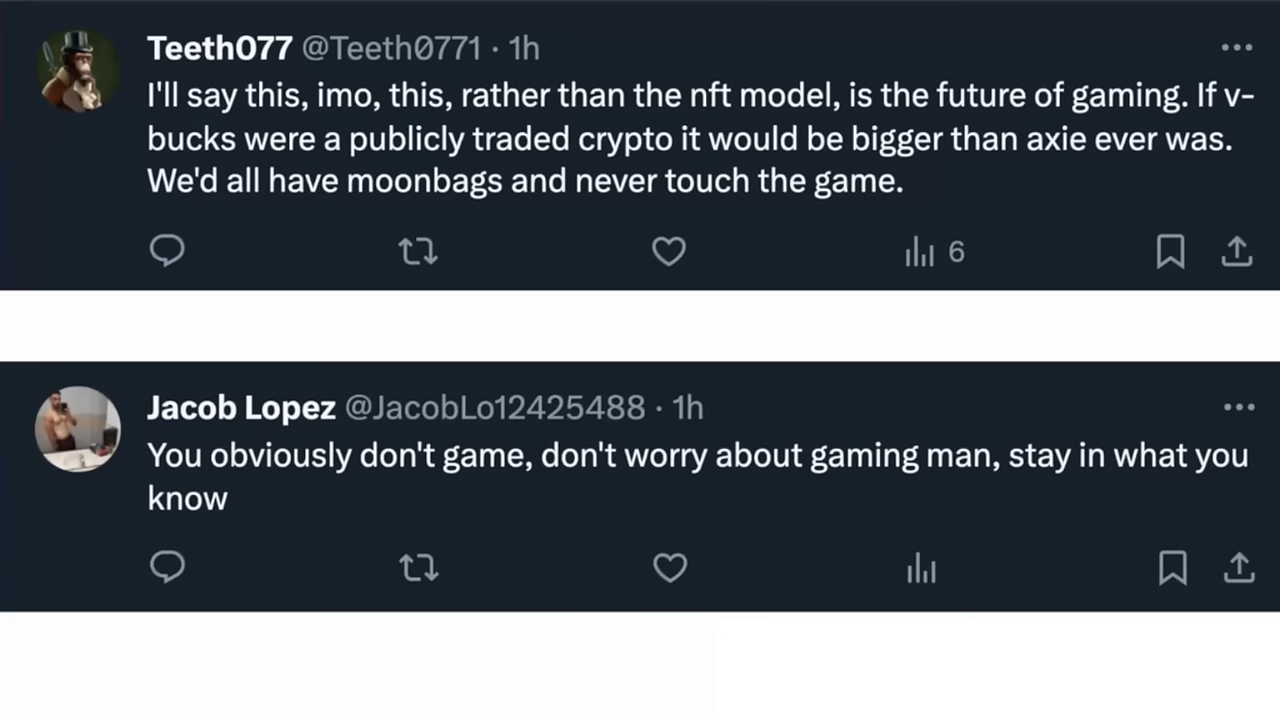 Teeth077 @Teeth0771 · 1h
I'll say this, imo, this, rather than the nft model, is the future of gaming. If v-
bucks were a publicly traded crypto it would be bigger than axie ever was.
We'd all have moonbags and never touch the game.
6
Jacob Lopez @JacobLo12425488 · 1h
You obviously don't game, don't worry about gaming man, stay in what you
know